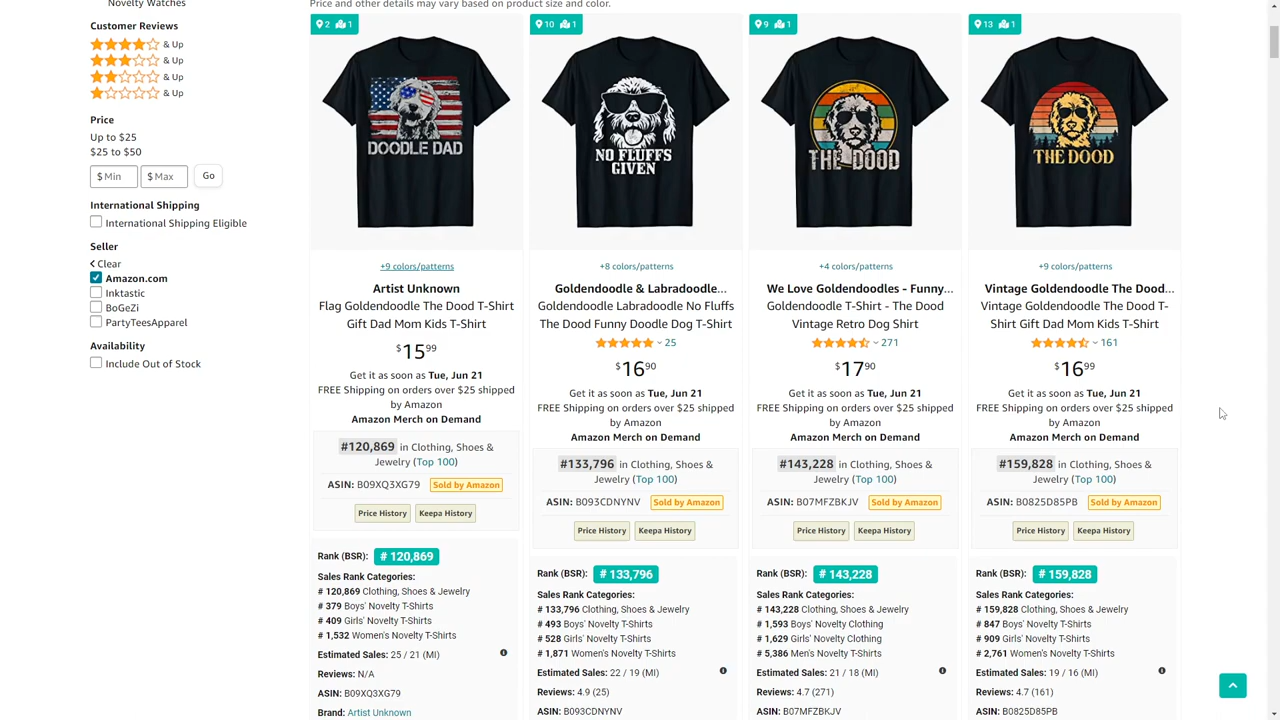 Novelty Watches
Customer Reviews
& Up
& Up
& Up
& Up
Price
Up to $25
$25 to $50
$ Min
$ Max
Go
International Shipping
International Shipping Eligible
Seller
Clear
Amazon.com
Inktastic
BoGeZi
PartyTeesApparel
Availability
Include Out of Stock
Price and other details may vary based on product size and color.
2 1
DOODLE DAD
+9 colors/patterns
Artist Unknown
Flag Goldendoodle The Dood T-Shirt
Gift Dad Mom Kids T-Shirt
$15 99
Get it as soon as Tue, Jun 21
FREE Shipping on orders over $25 shipped
by Amazon
Amazon Merch on Demand
#120,869 in Clothing, Shoes &
Jewelry (Top 100)
ASIN: B09XQ3XG79 Sold by Amazon
Price History Keepa History
Rank (BSR): # 120,869
Sales Rank Categories:
# 120,869 Clothing, Shoes & Jewelry
# 379 Boys' Novelty T-Shirts
# 409 Girls' Novelty T-Shirts
# 1,532 Women's Novelty T-Shirts
Estimated Sales: 25 / 21 (MI)
Reviews: N/A
ASIN: B09XQ3XG79
Brand: Artist Unknown
10 1
NO FLUFFS
GIVEN
+8 colors/patterns
Goldendoodle & Labradoodle...
Goldendoodle Labradoodle No Fluffs
The Dood Funny Doodle Dog T-Shirt
25
$16 90
Get it as soon as Tue, Jun 21
FREE Shipping on orders over $25 shipped
by Amazon
Amazon Merch on Demand
#133,796 in Clothing, Shoes &
Jewelry (Top 100)
ASIN: B093CDNYNV Sold by Amazon
Price History Keepa History
Rank (BSR): # 133,796
Sales Rank Categories:
# 133,796 Clothing, Shoes & Jewelry
# 493 Boys' Novelty T-Shirts
# 528 Girls' Novelty T-Shirts
# 1,871 Women's Novelty T-Shirts
Estimated Sales: 22 / 19 (MI)
Reviews: 4.9 (25)
ASIN: B093CDNYNV
9 1
THE DOOD
+4 colors/patterns
We Love Goldendoodles - Funny...
Goldendoodle T-Shirt - The Dood
Vintage Retro Dog Shirt
271
$17 90
Get it as soon as Tue, Jun 21
FREE Shipping on orders over $25 shipped
by Amazon
Amazon Merch on Demand
#143,228 in Clothing, Shoes &
Jewelry (Top 100)
ASIN: B07MFZBKJV Sold by Amazon
Price History Keepa History
Rank (BSR): # 143,228
Sales Rank Categories:
# 143,228 Clothing, Shoes & Jewelry
# 1,593 Boys' Novelty Clothing
# 1,629 Girls' Novelty Clothing
# 5,386 Men's Novelty T-Shirts
Estimated Sales: 21 / 18 (MI)
Reviews: 4.7 (271)
ASIN: B07MFZBKJV
13 1
THE DOOD
+9 colors/patterns
Vintage Goldendoodle The Dood...
Vintage Goldendoodle The Dood T-
Shirt Gift Dad Mom Kids T-Shirt
161
$16 99
Get it as soon as Tue, Jun 21
FREE Shipping on orders over $25 shipped
by Amazon
Amazon Merch on Demand
#159,828 in Clothing, Shoes &
Jewelry (Top 100)
ASIN: B0825D85PB Sold by Amazon
Price History Keepa History
Rank (BSR): # 159,828
Sales Rank Categories:
# 159,828 Clothing, Shoes & Jewelry
# 847 Boys' Novelty T-Shirts
# 909 Girls' Novelty T-Shirts
# 2,761 Women's Novelty T-Shirts
Estimated Sales: 19 / 16 (MI)
Reviews: 4.7 (161)
ASIN: B0825D85PB